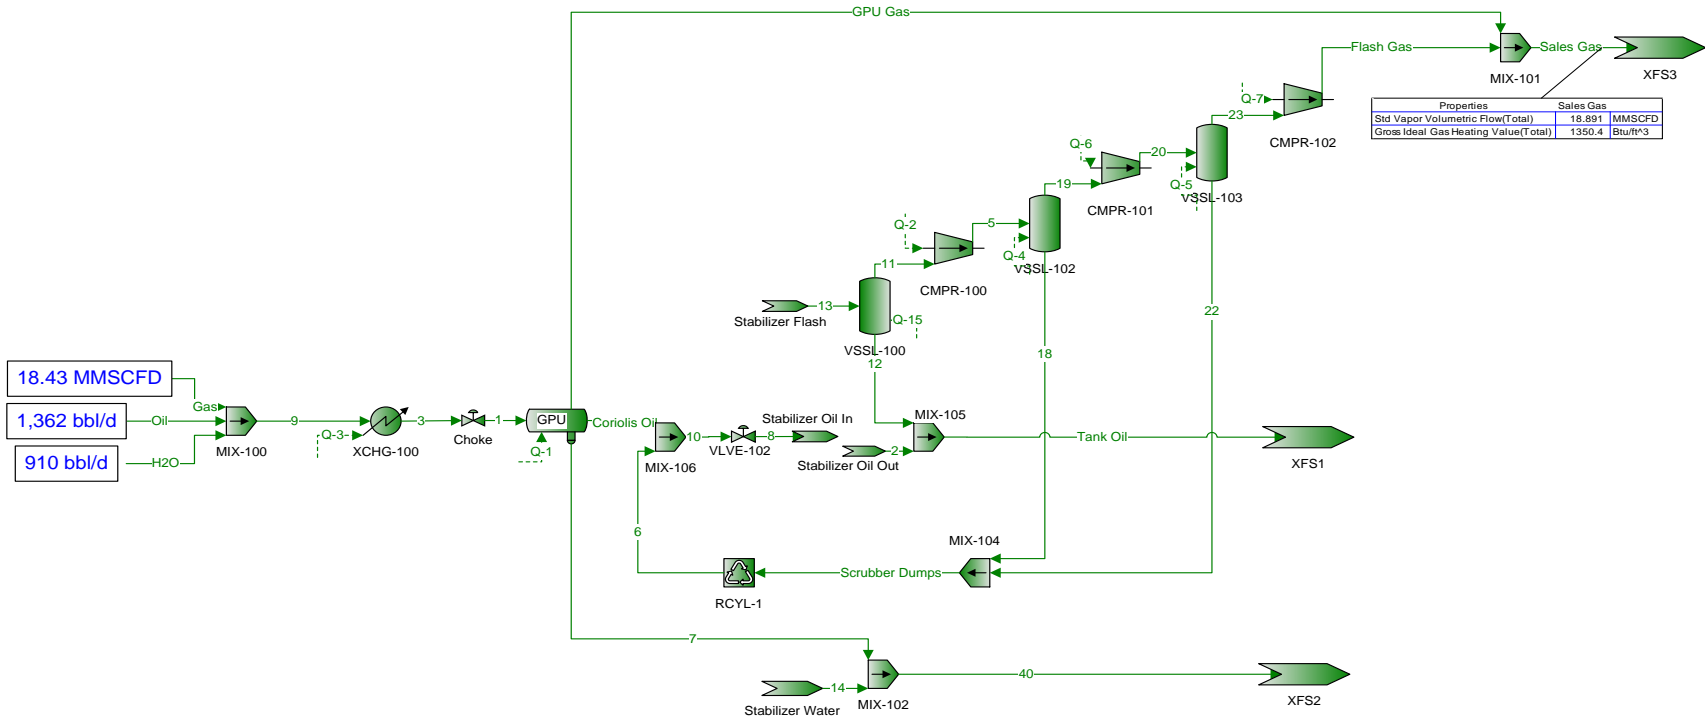 GPU Gas
Flash Gas
Sales Gas
MIX-101
XFS3
Properties Sales Gas
Std Vapor Volumetric Flow(Total) 18.891 MMSCFD
Gross Ideal Gas Heating Value(Total) 1350.4 Btu/ft^3
Q-7
23
CMPR-102
Q-6
20
CMPR-101
Q-5
VSSL-103
19
Q-2
5
Q-4
VSSL-102
11
CMPR-100
13
Stabilizer Flash
Q-15
VSSL-100
12
22
18
18.43 MMSCFD
Gas
1,362 bbl/d
Oil
910 bbl/d
H2O
MIX-100
9
Q-3
XCHG-100
3
Choke
1
GPU
Q-1
Coriolis Oil
MIX-106
10
VLVE-102
8
Stabilizer Oil In
Stabilizer Oil Out
2
MIX-105
Tank Oil
XFS1
6
RCYL-1
Scrubber Dumps
MIX-104
7
Stabilizer Water
14
MIX-102
40
XFS2